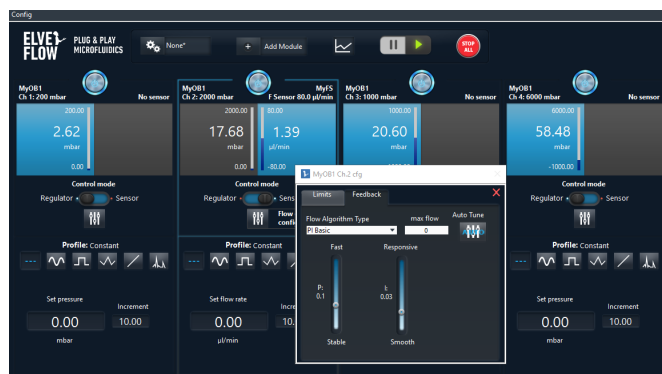 Config
ELVE FLOW PLUG & PLAY MICROFLUIDICS
None*
+ Add Module
STOP ALL
MyOB1
Ch 1: 200 mbar No sensor
200.00
2.62
mbar
0.00
Control mode
Regulator Sensor
Profile: Constant
---
Set pressure
Increment
0.00 10.00
mbar
MyOB1 MyFS
Ch 2: 2000 mbar F Sensor 80.0 µl/min
2000.00 80.00
17.68 1.39
mbar µl/min
0.00 -80.00
Control mode
Regulator Sens
Flow
confi
Profile: Constant
---
Set flow rate
Incre
0.00 10.
µl/min
MyOB1
Ch 3: 1000 mbar No sensor
1000.00
20.60
mbar
-1000.00
MyOB1 Ch.2 cfg
Limits Feedback
Flow Algorithm Type max flow Auto Tune
PI Basic 0
AUTO
Fast Responsive
P: I:
0.1 0.03
Stable Smooth
MyOB1
Ch 4: 6000 mbar No sensor
6000.00
58.48
mbar
-1000.00
Control mode
Regulator Sensor
Profile: Constant
Set pressure
Increment
0.00 10.00
mbar